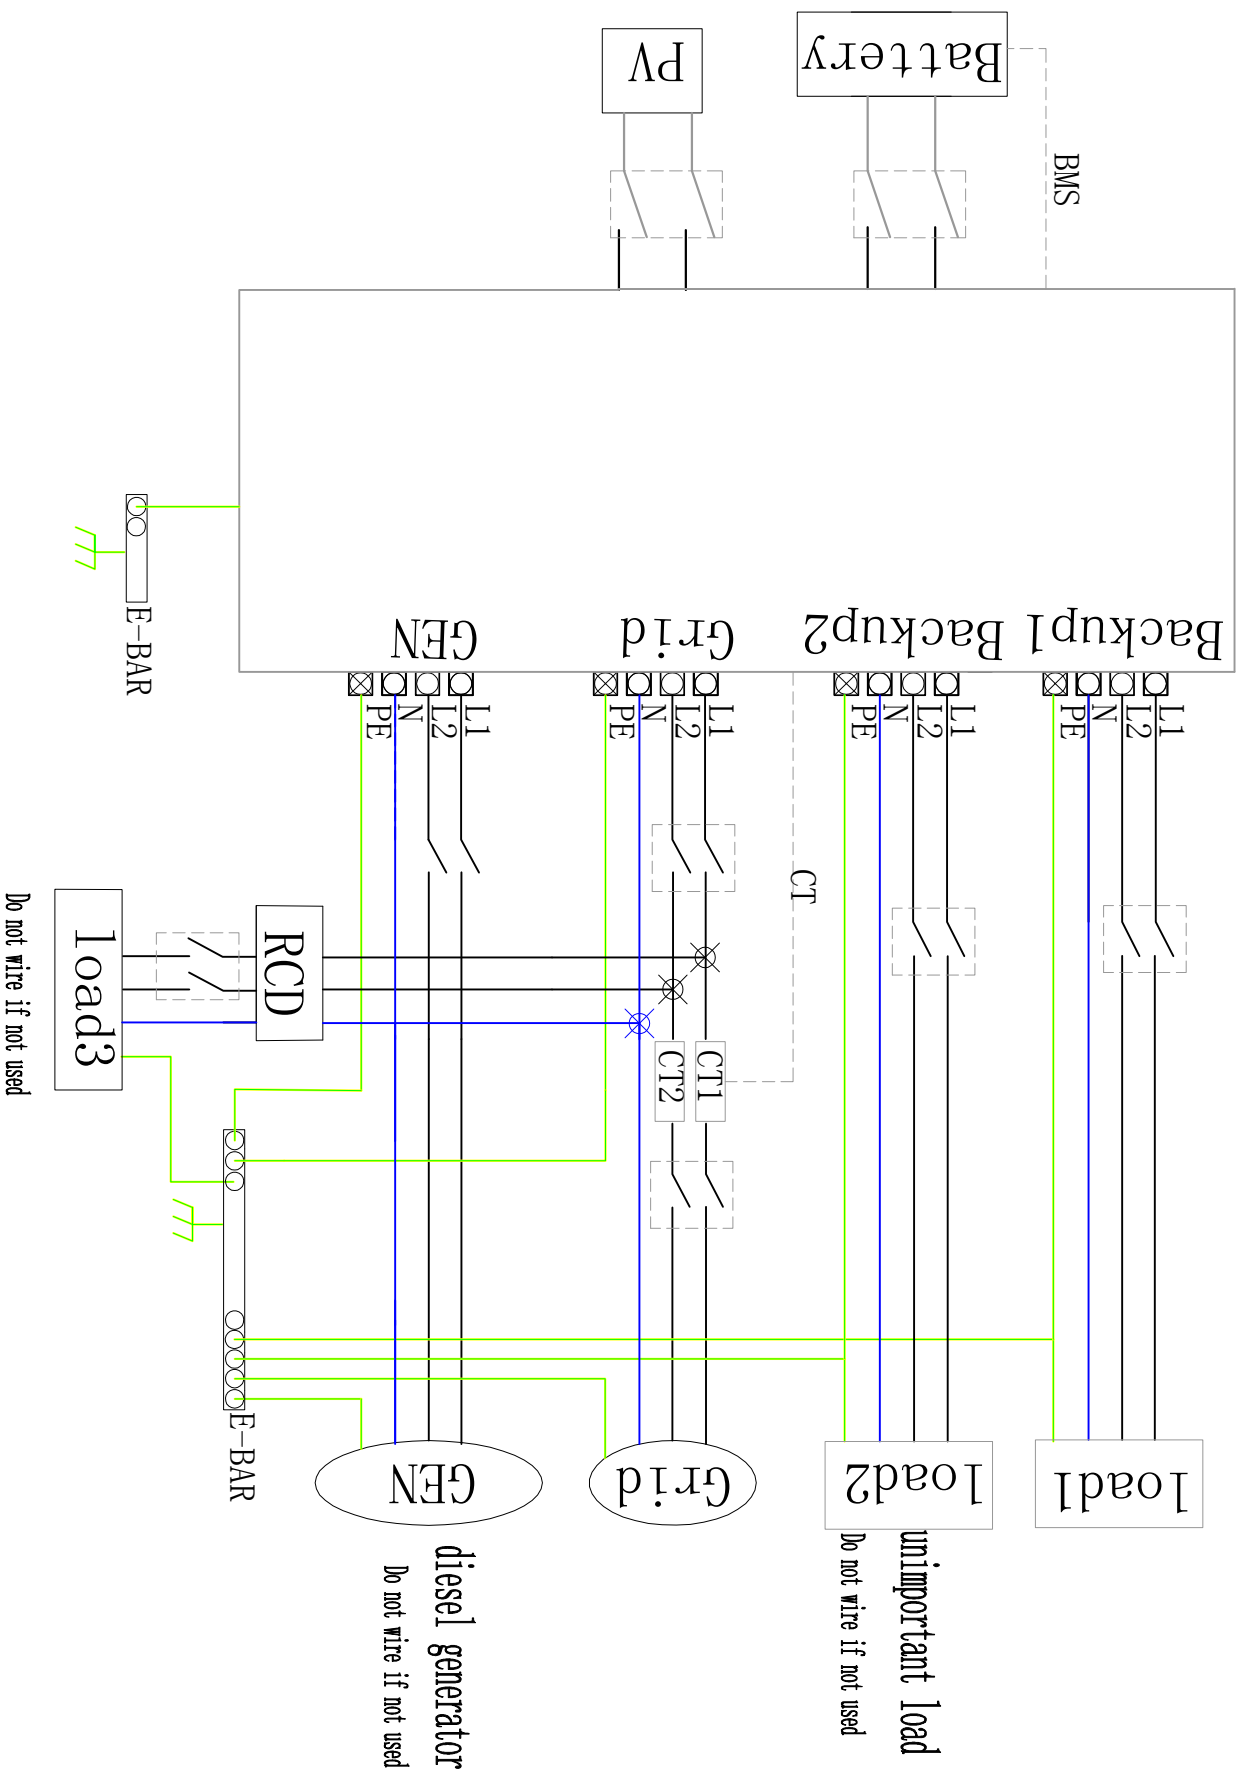 PV
Battery
BMS
E-BAR
GEN
Grid
Backup2
Backup1
PE
N
L2
L1
PE
N
L2
L1
PE
N
L2
L1
PE
N
L2
L1
CT
load3
Do not wire if not used
RCD
CT2
CT1
E-BAR
GEN
Grid
load2
load1
diesel generator
Do not wire if not used
unimportant load
Do not wire if not used